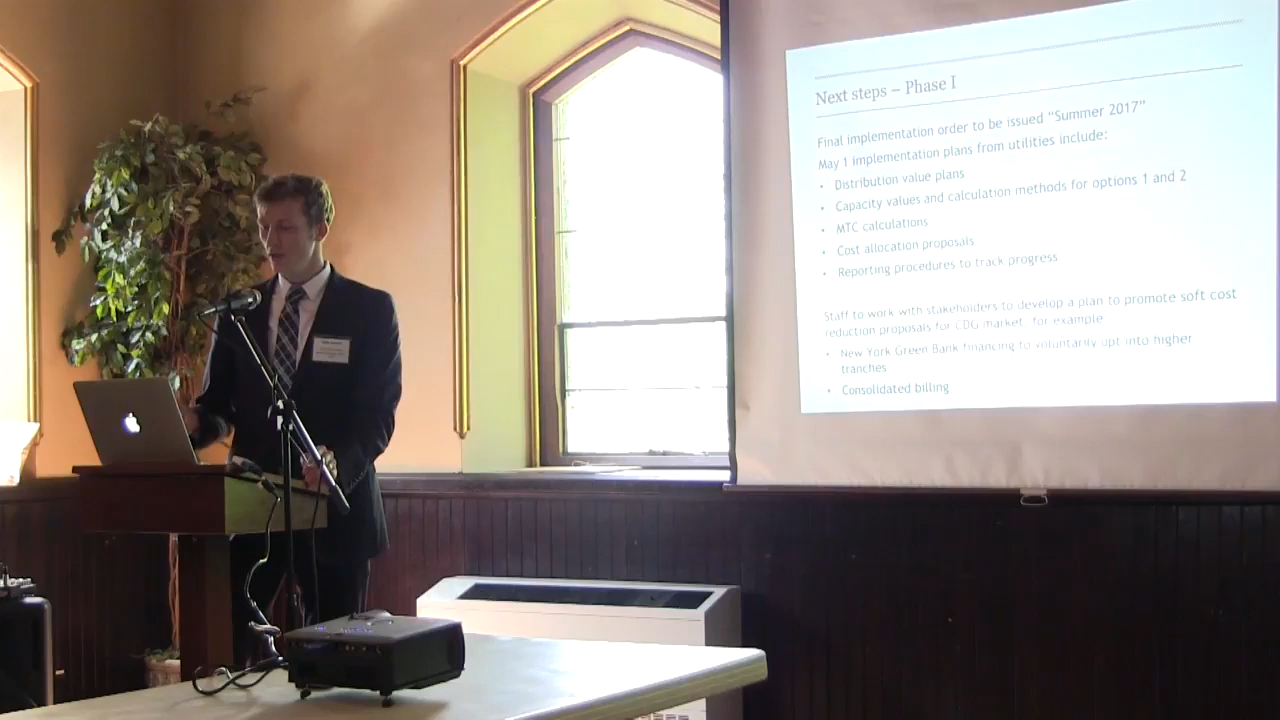 Next steps – Phase I
Final implementation order to be issued “Summer 2017”
May 1 implementation plans from utilities include:
• Distribution value plans
• Capacity values and calculation methods for options 1 and 2
• MTC calculations
• Cost allocation proposals
• Reporting procedures to track progress
Staff to work with stakeholders to develop a plan to promote soft cost
reduction proposals for CDG market, for example
• New York Green Bank financing to voluntarily opt into higher
tranches
• Consolidated billing